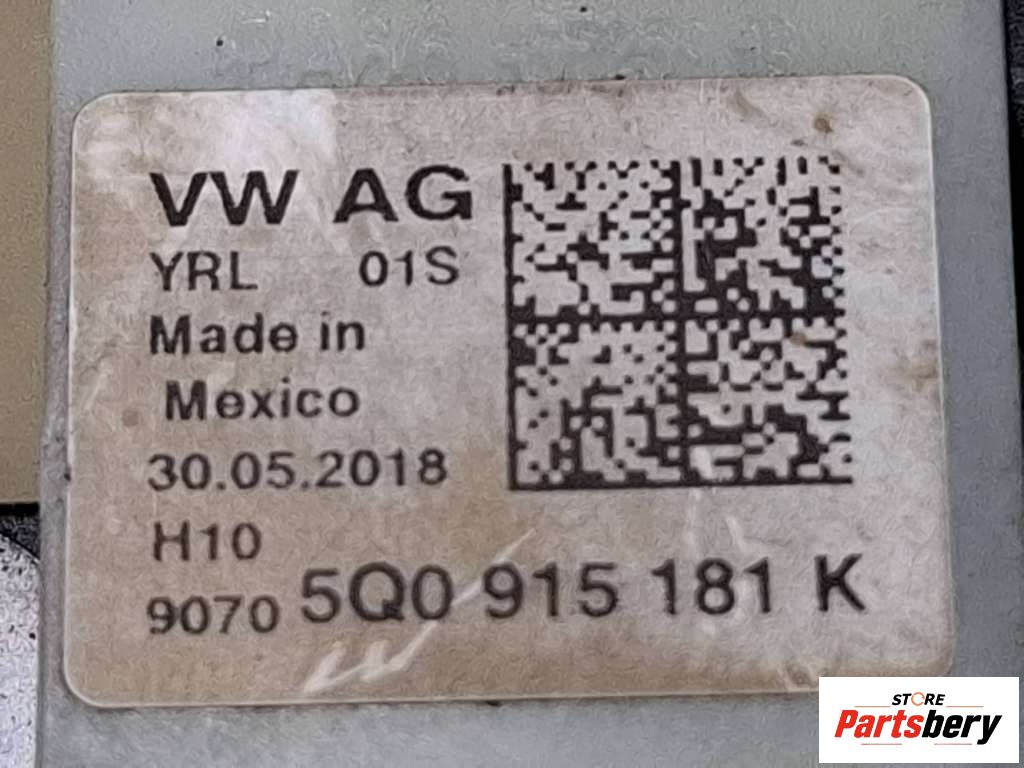 VW AG
YRL 01S
Made in
Mexico
30.05.2018
H10
9070 5Q0 915 181 K
STORE
Partsbery